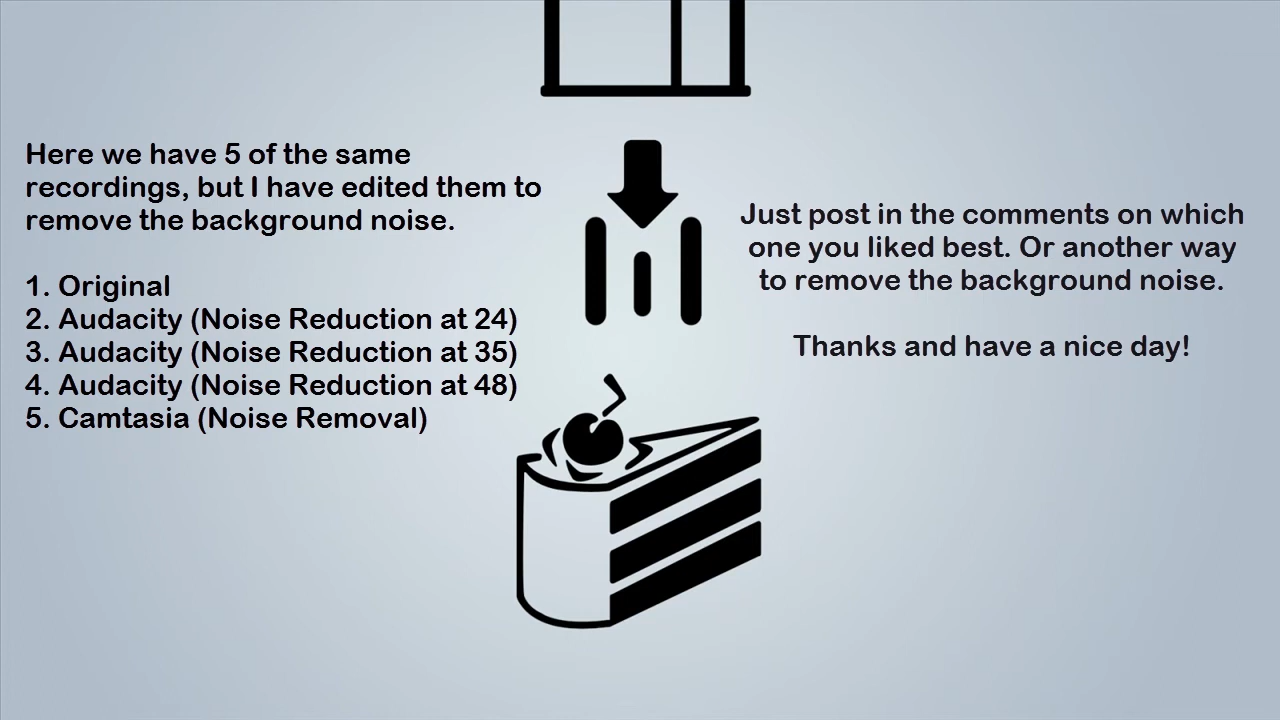 Here we have 5 of the same
recordings, but I have edited them to
remove the background noise.
1. Original
2. Audacity (Noise Reduction at 24)
3. Audacity (Noise Reduction at 35)
4. Audacity (Noise Reduction at 48)
5. Camtasia (Noise Removal)
Just post in the comments on which
one you liked best. Or another way
to remove the background noise.
Thanks and have a nice day!